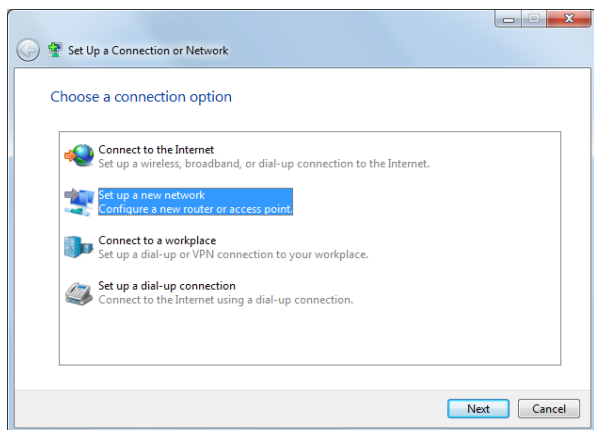 Set Up a Connection or Network
Choose a connection option
Connect to the Internet
Set up a wireless, broadband, or dial-up connection to the Internet.
Set up a new network
Configure a new router or access point.
Connect to a workplace
Set up a dial-up or VPN connection to your workplace.
Set up a dial-up connection
Connect to the Internet using a dial-up connection.
Next Cancel